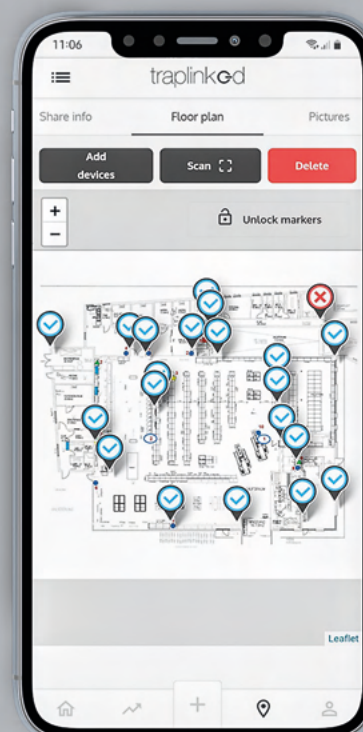 11:06
traplinked
Share info
Floor plan
Pictures
Add
devices
Scan
Delete
+
−
Unlock markers
Leaflet